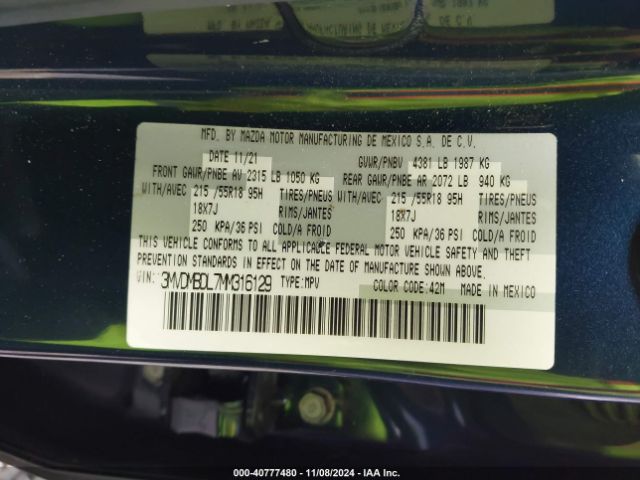 MFD. BY MAZDA MOTOR MANUFACTURING DE MEXICO S.A. DE C.V.
DATE 11/21 GVWR/PNBV 4381 LB 1987 KG
FRONT GAWR/PNBE AV 2315 LB 1050 KG REAR GAWR/PNBE AR 2072 LB 940 KG
WITH/AVEC 215 /55R18 95H TIRES/PNEUS WITH/AVEC 215 /55R18 95H TIRES/PNEUS
18X7J RIMS/JANTES 18X7J RIMS/JANTES
250 KPA/36 PSI COLD/A FROID 250 KPA/36 PSI COLD/A FROID
THIS VEHICLE CONFORMS TO ALL APPLICABLE FEDERAL MOTOR VEHICLE SAFETY AND THEFT
PREVENTION STANDARDS IN EFFECT ON THE DATE OF MANUFACTURE SHOWN ABOVE.
VIN: 3MVDMBDL7MM316129 TYPE:MPV COLOR CODE:42M MADE IN MEXICO
000-40777480 - 11/08/2024 - IAA Inc.